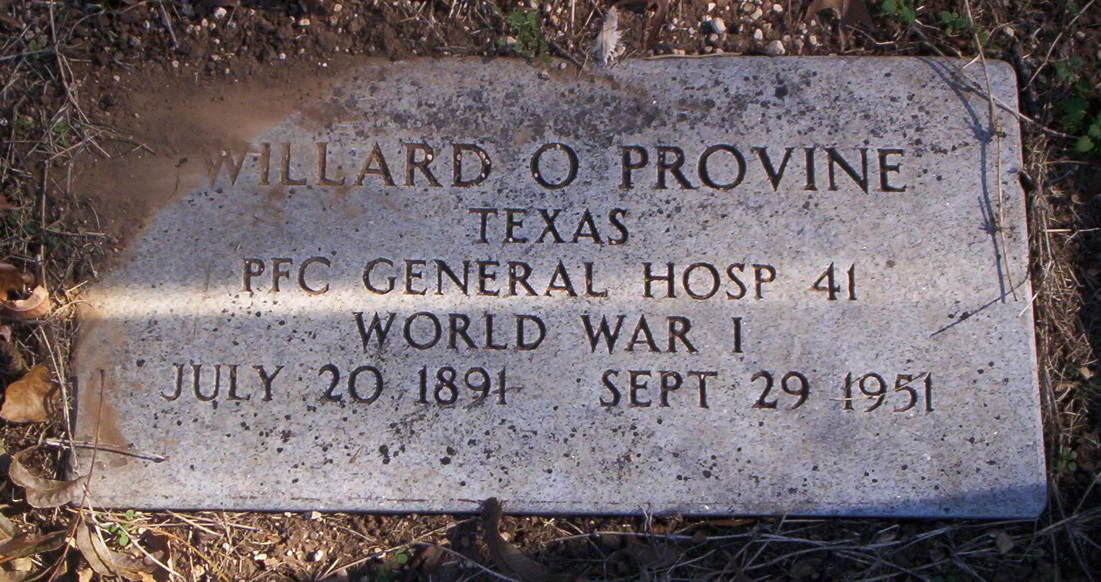 WILLARD O PROVINE
TEXAS
PFC GENERAL HOSP 41
WORLD WAR I
JULY 20 1891 SEPT 29 1951